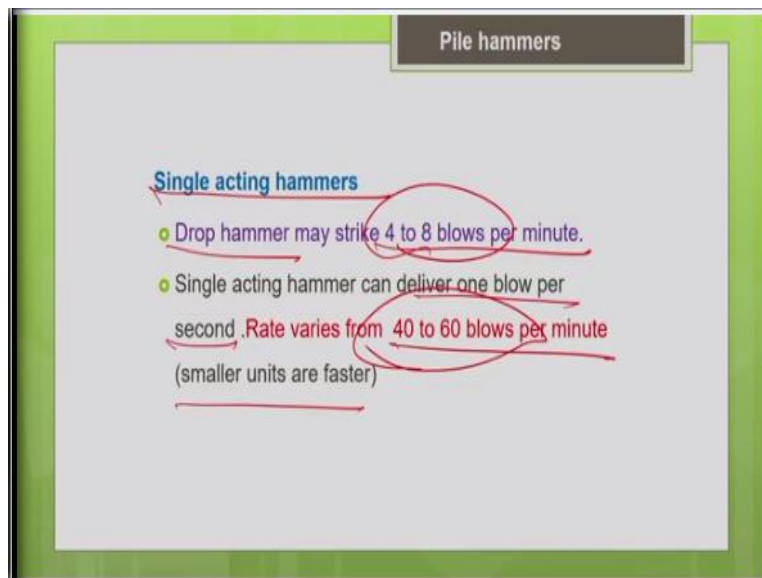 Pile hammers
Single acting hammers
Drop hammer may strike 4 to 8 blows per minute.
Single acting hammer can deliver one blow per
second .Rate varies from 40 to 60 blows per minute
(smaller units are faster)